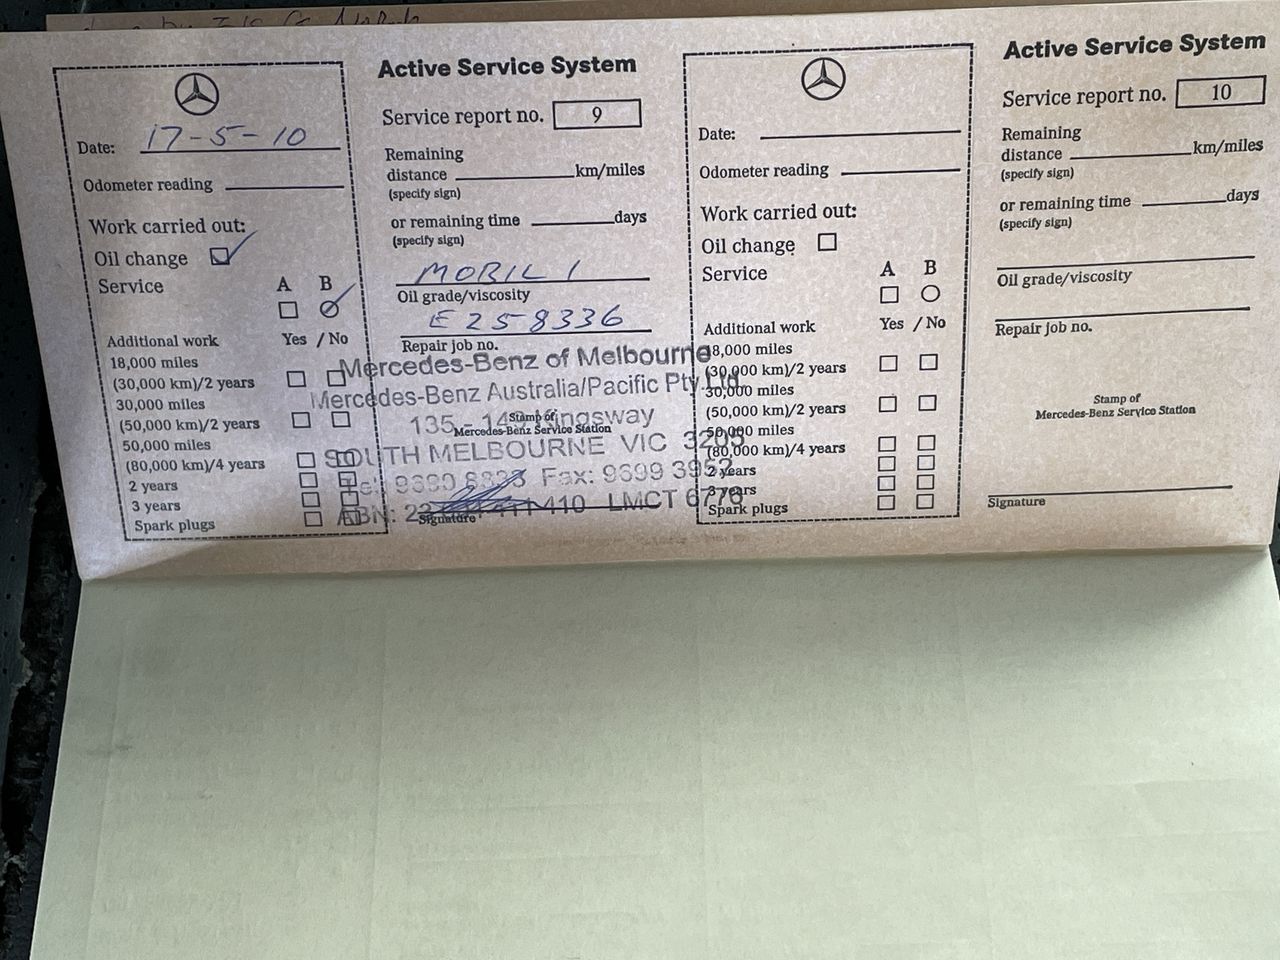 Active Service System
Service report no. 9
Date: 17-5-10
Odometer reading
Work carried out:
Oil change
Service A B
Additional work Yes / No
18,000 miles
(30,000 km)/2 years
30,000 miles
(50,000 km)/2 years
50,000 miles
(80,000 km)/4 years
2 years
3 years
Spark plugs
Remaining
distance km/miles
(specify sign)
or remaining time days
(specify sign)
MOBIL 1
Oil grade/viscosity
E258336
Repair job no.
Mercedes-Benz of Melbourne
Mercedes-Benz Australia/Pacific Pty. Ltd.
135 - Kingsway
Stamp of
Mercedes-Benz Service Station
SOUTH MELBOURNE VIC 3205
Fax: 9699 3952
ABN: 410 LMCT 6770
Signature
Active Service System
Service report no. 10
Date:
Odometer reading
Work carried out:
Oil change
Service A B
Additional work Yes / No
18,000 miles
(30,000 km)/2 years
30,000 miles
(50,000 km)/2 years
50,000 miles
(80,000 km)/4 years
2 years
3 years
Spark plugs
Remaining
distance km/miles
(specify sign)
or remaining time days
(specify sign)
Oil grade/viscosity
Repair job no.
Stamp of
Mercedes-Benz Service Station
Signature